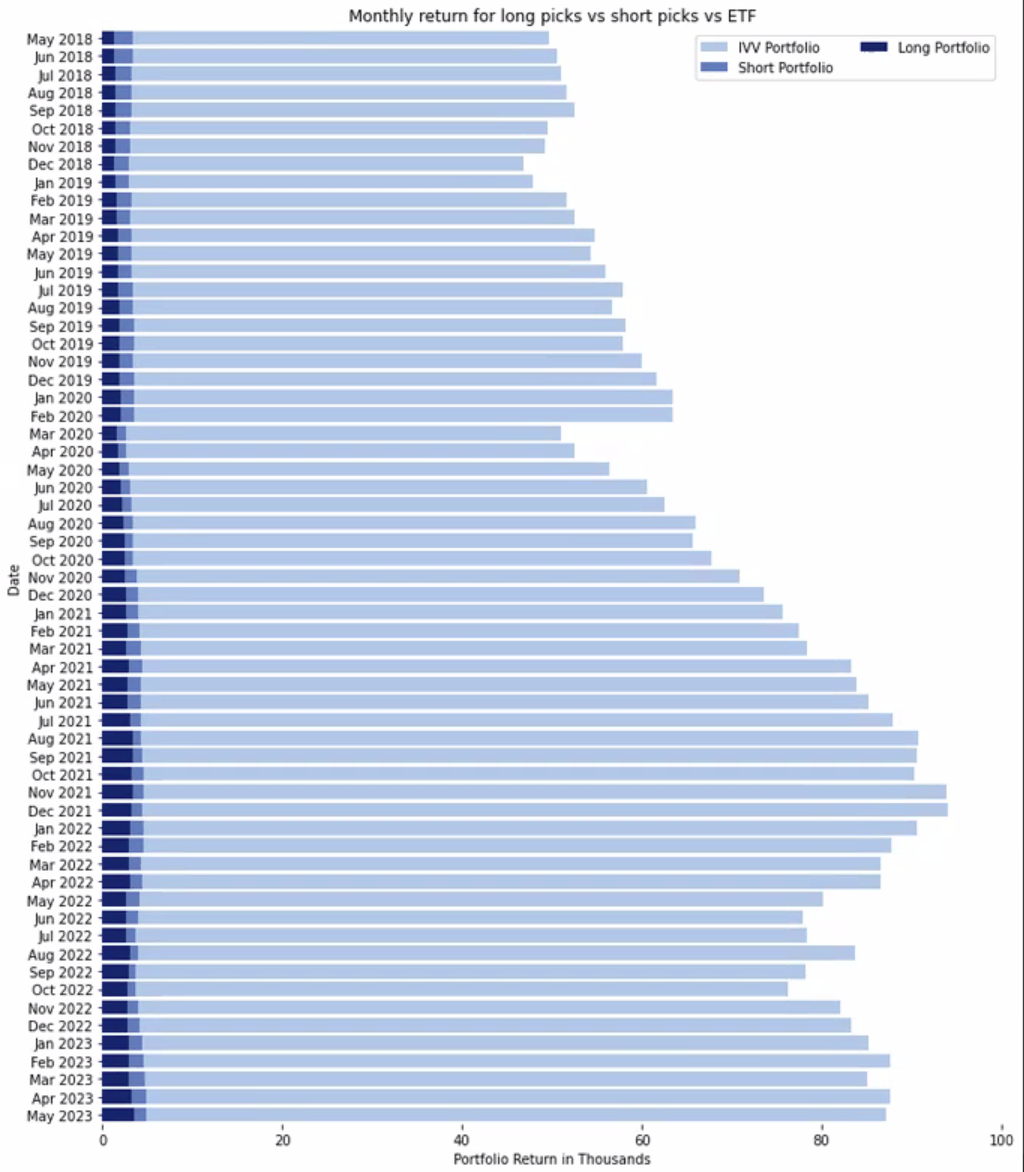 Monthly return for long picks vs short picks vs ETF
IVV Portfolio
Short Portfolio
Long Portfolio
May 2018
Jun 2018
Jul 2018
Aug 2018
Sep 2018
Oct 2018
Nov 2018
Dec 2018
Jan 2019
Feb 2019
Mar 2019
Apr 2019
May 2019
Jun 2019
Jul 2019
Aug 2019
Sep 2019
Oct 2019
Nov 2019
Dec 2019
Jan 2020
Feb 2020
Mar 2020
Apr 2020
May 2020
Jun 2020
Jul 2020
Aug 2020
Sep 2020
Oct 2020
Nov 2020
Dec 2020
Jan 2021
Feb 2021
Mar 2021
Apr 2021
May 2021
Jun 2021
Jul 2021
Aug 2021
Sep 2021
Oct 2021
Nov 2021
Dec 2021
Jan 2022
Feb 2022
Mar 2022
Apr 2022
May 2022
Jun 2022
Jul 2022
Aug 2022
Sep 2022
Oct 2022
Nov 2022
Dec 2022
Jan 2023
Feb 2023
Mar 2023
Apr 2023
May 2023
Date
0 20 40 60 80 100
Portfolio Return in Thousands